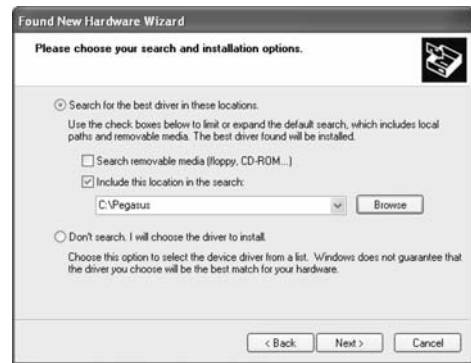 Found New Hardware Wizard
Please choose your search and installation options.
Search for the best driver in these locations.
Use the check boxes below to limit or expand the default search, which includes local
paths and removable media. The best driver found will be installed.
Search removable media (floppy, CD-ROM...)
Include this location in the search:
C:\Pegasus
Browse
Don't search. I will choose the driver to install.
Choose this option to select the device driver from a list. Windows does not guarantee that
the driver you choose will be the best match for your hardware.
< Back Next > Cancel